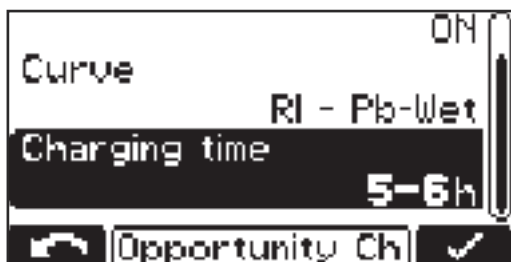 ON
Curve
RI - Pb-Wet
Charging time
5-6h
Opportunity Ch